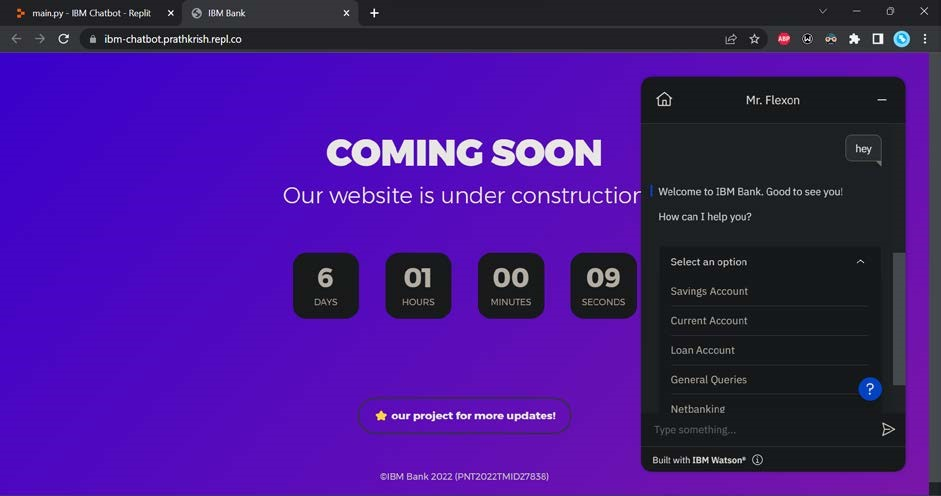 main.py - IBM Chatbot - Replit
IBM Bank
ibm-chatbot.prathkrish.repl.co
ABP
COMING SOON
Our website is under construction
6
DAYS
01
HOURS
00
MINUTES
09
SECONDS
⭐ our project for more updates!
©IBM Bank 2022 (PNT2022TMID27838)
Mr. Flexon
hey
Welcome to IBM Bank. Good to see you!
How can I help you?
Select an option
Savings Account
Current Account
Loan Account
General Queries
Netbanking
?
Type something...
Built with IBM Watson®